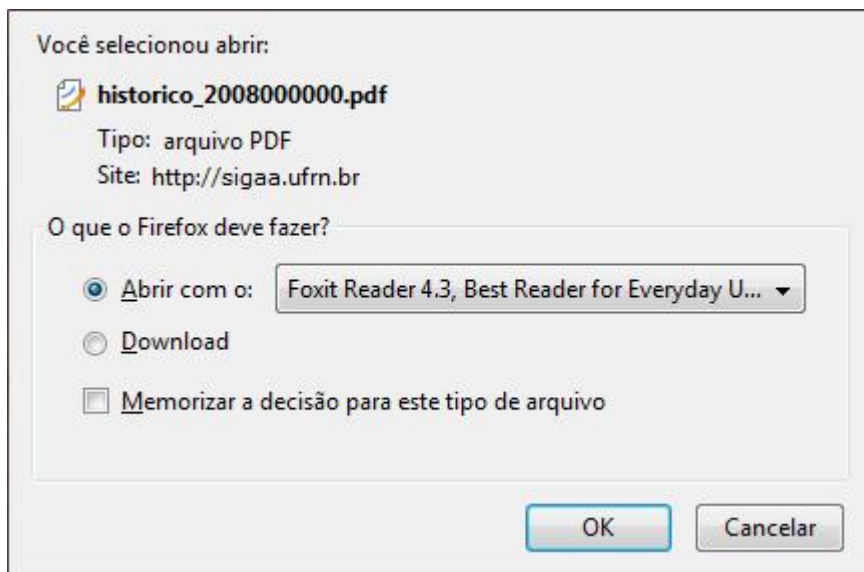 Você selecionou abrir:
historico_2008000000.pdf
Tipo: arquivo PDF
Site: http://sigaa.ufrn.br
O que o Firefox deve fazer?
Abrir com o: Foxit Reader 4.3, Best Reader for Everyday U...
Download
Memorizar a decisão para este tipo de arquivo
OK Cancelar